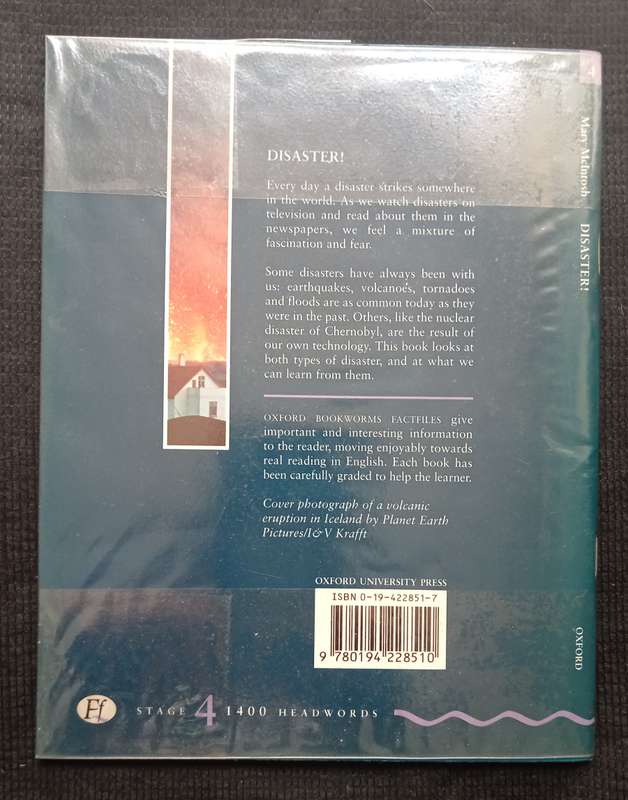 DISASTER!
Every day a disaster strikes somewhere
in the world. As we watch disasters on
television and read about them in the
newspapers, we feel a mixture of
fascination and fear.
Some disasters have always been with
us: earthquakes, volcanoes, tornadoes
and floods are as common today as they
were in the past. Others, like the nuclear
disaster of Chernobyl, are the result of
our own technology. This book looks at
both types of disaster, and at what we
can learn from them.
OXFORD BOOKWORMS FACTFILES give
important and interesting information
to the reader, moving enjoyably towards
real reading in English. Each book has
been carefully graded to help the learner.
Cover photograph of a volcanic
eruption in Iceland by Planet Earth
Pictures/I&V Krafft
OXFORD UNIVERSITY PRESS
ISBN 0-19-422851-7
9 780194 228510
Ff STAGE 4 1400 HEADWORDS
Mary McIntosh DISASTER! OXFORD